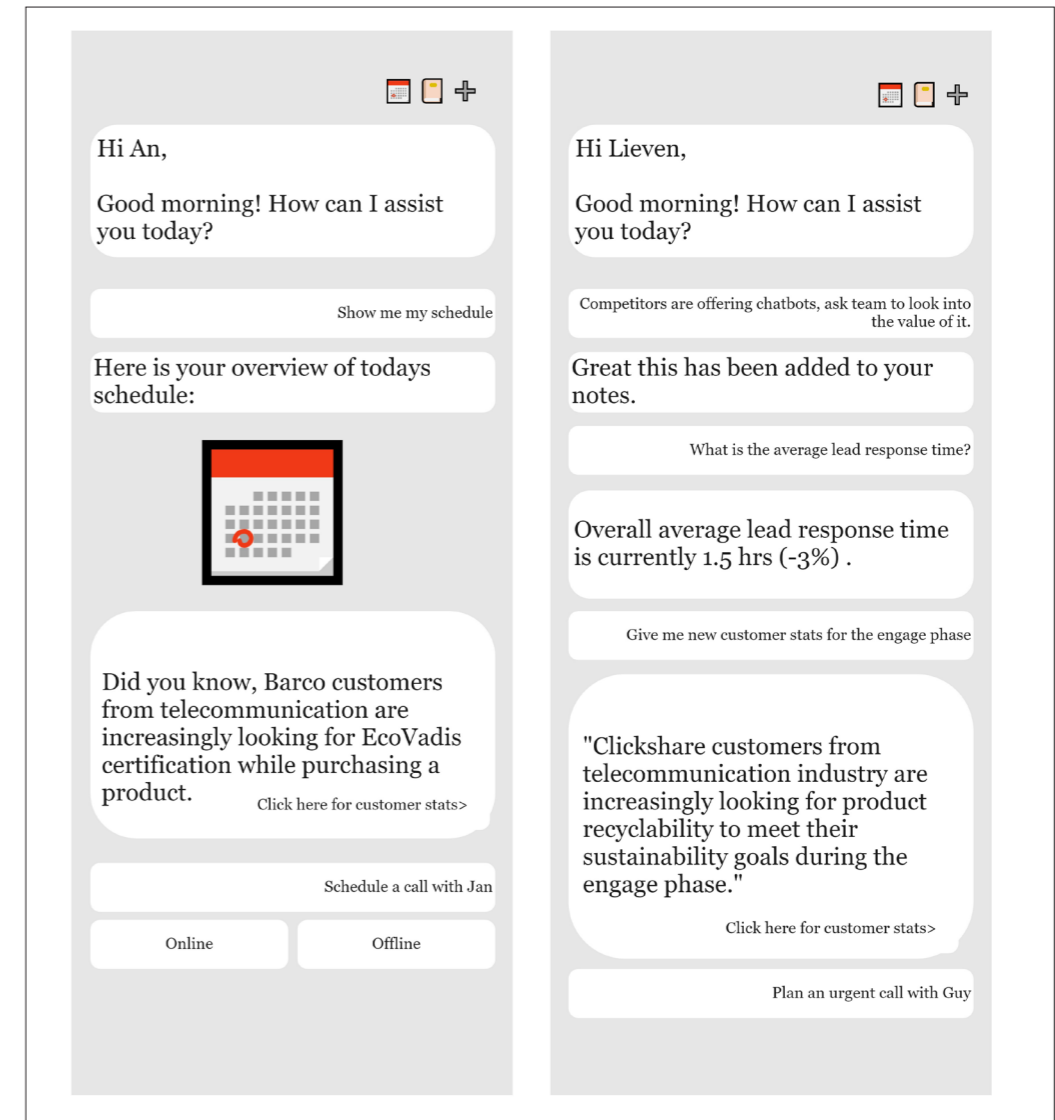 Hi An,
Good morning! How can I assist
you today?
Show me my schedule
Here is your overview of todays
schedule:
Did you know, Barco customers
from telecommunication are
increasingly looking for EcoVadis
certification while purchasing a
product.
Click here for customer stats>
Schedule a call with Jan
Online
Offline
Hi Lieven,
Good morning! How can I assist
you today?
Competitors are offering chatbots, ask team to look into
the value of it.
Great this has been added to your
notes.
What is the average lead response time?
Overall average lead response time
is currently 1.5 hrs (-3%) .
Give me new customer stats for the engage phase
"Clickshare customers from
telecommunication industry are
increasingly looking for product
recyclability to meet their
sustainability goals during the
engage phase."
Click here for customer stats>
Plan an urgent call with Guy